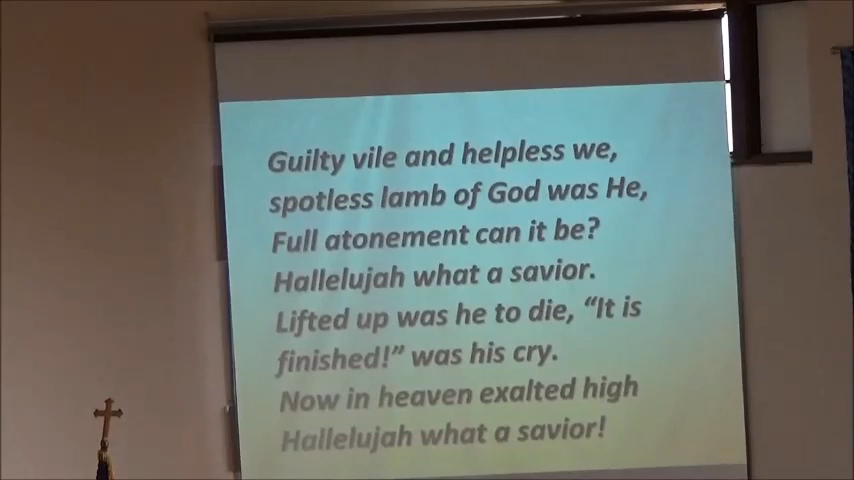 Guilty vile and helpless we,
spotless lamb of God was He,
Full atonement can it be?
Hallelujah what a savior.
Lifted up was he to die, “It is
finished!” was his cry.
Now in heaven exalted high
Hallelujah what a savior!